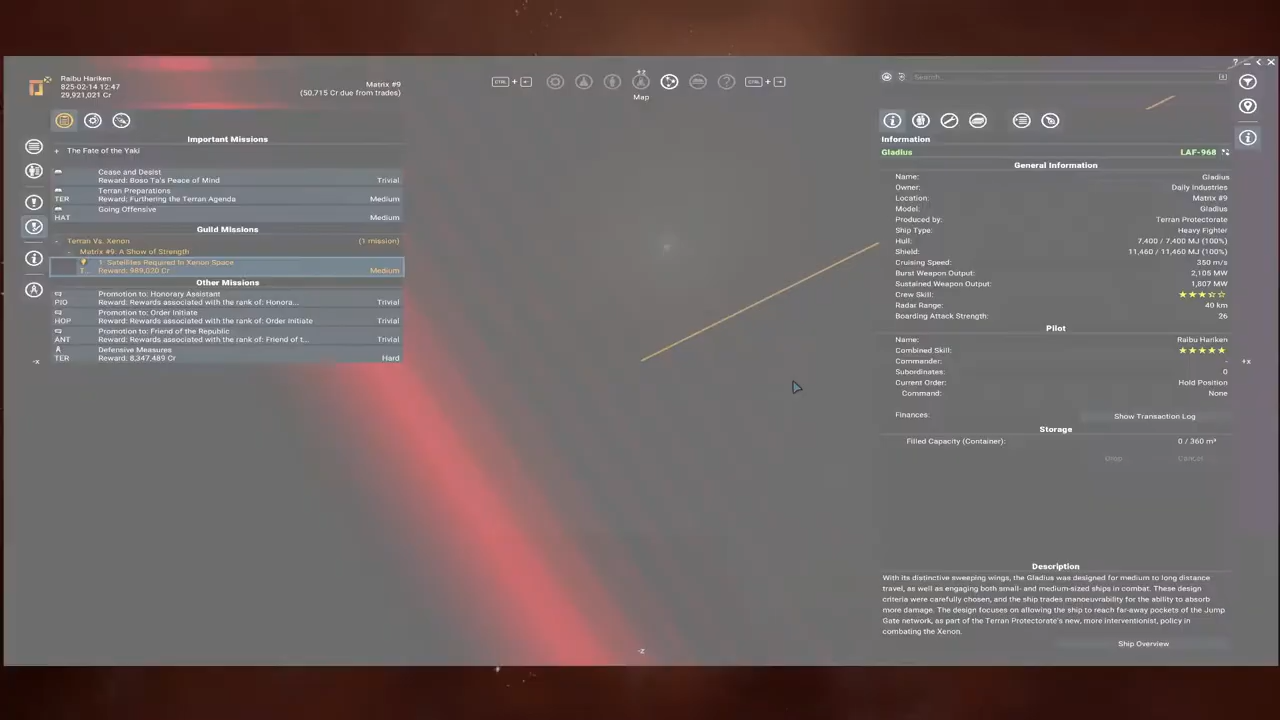 Raibu Hariken
825-02-14 12:47
29,921,021 Cr
Matrix #9
(50,715 Cr due from trades)
CTRL +
CTRL +
Map
Search...
Important Missions
+ The Fate of the Yaki
Cease and Desist
Reward: Boso Ta's Peace of Mind Trivial
Terran Preparations
TER Reward: Furthering the Terran Agenda Medium
Going Offensive
HAT Medium
Guild Missions
- Terran Vs. Xenon (1 mission)
- Matrix #9: A Show of Strength
1 Satellites Required In Xenon Space
T... Reward: 989,020 Cr Medium
Other Missions
Promotion to: Honorary Assistant
PIO Reward: Rewards associated with the rank of: Honora... Trivial
Promotion to: Order Initiate
HOP Reward: Rewards associated with the rank of: Order Initiate Trivial
Promotion to: Friend of the Republic
ANT Reward: Rewards associated with the rank of: Friend of t... Trivial
Defensive Measures
TER Reward: 8,347,489 Cr Hard
-x
+x
+z
-z
Information
Gladius LAF-968
General Information
Name: Gladius
Owner: Daily Industries
Location: Matrix #9
Model: Gladius
Produced by: Terran Protectorate
Ship Type: Heavy Fighter
Hull: 7,400 / 7,400 MJ (100%)
Shield: 11,460 / 11,460 MJ (100%)
Cruising Speed: 350 m/s
Burst Weapon Output: 2,105 MW
Sustained Weapon Output: 1,807 MW
Crew Skill: ★★★☆☆
Radar Range: 40 km
Boarding Attack Strength: 26
Pilot
Name: Raibu Hariken
Combined Skill: ★★★★★
Commander: -
Subordinates: 0
Current Order: Hold Position
Command: None
Finances: Show Transaction Log
Storage
Filled Capacity (Container): 0 / 360 m³
Drop Cancel
Description
With its distinctive sweeping wings, the Gladius was designed for medium to long distance
travel, as well as engaging both small- and medium-sized ships in combat. These design
criteria were carefully chosen, and the ship trades manoeuvrability for the ability to absorb
more damage. The design focuses on allowing the ship to reach far-away pockets of the Jump
Gate network, as part of the Terran Protectorate's new, more interventionist, policy in
combating the Xenon.
Ship Overview